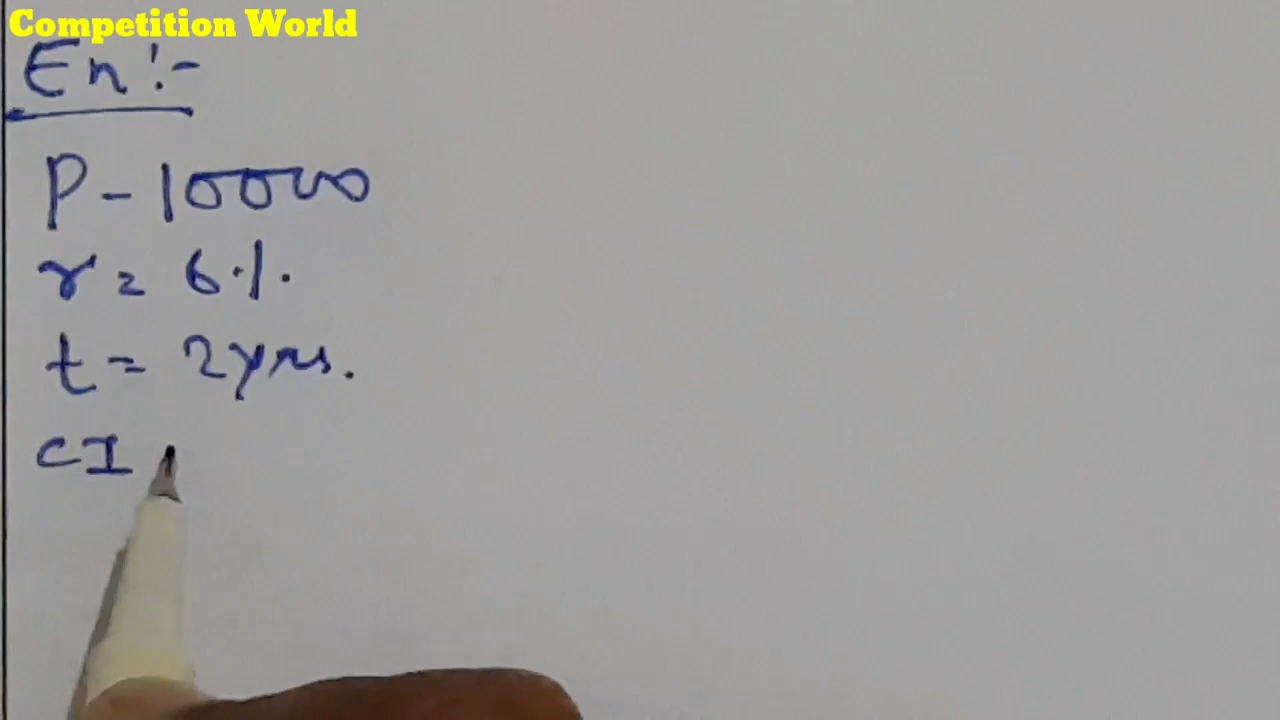 Competition World
Ex :-
P - 10000
r = 6%.
t = 2yrs.
CI